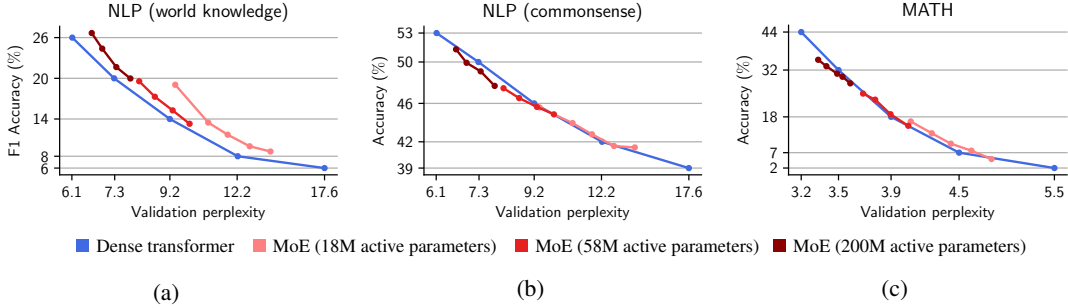 NLP (world knowledge)
F1 Accuracy (%)
26
20
14
8
6
6.1 7.3 9.2 12.2 17.6
Validation perplexity
NLP (commonsense)
Accuracy (%)
53
50
46
42
39
6.1 7.3 9.2 12.2 17.6
Validation perplexity
MATH
Accuracy (%)
44
32
18
7
2
3.2 3.5 3.9 4.5 5.5
Validation perplexity
Dense transformer MoE (18M active parameters) MoE (58M active parameters) MoE (200M active parameters)
(a) (b) (c)